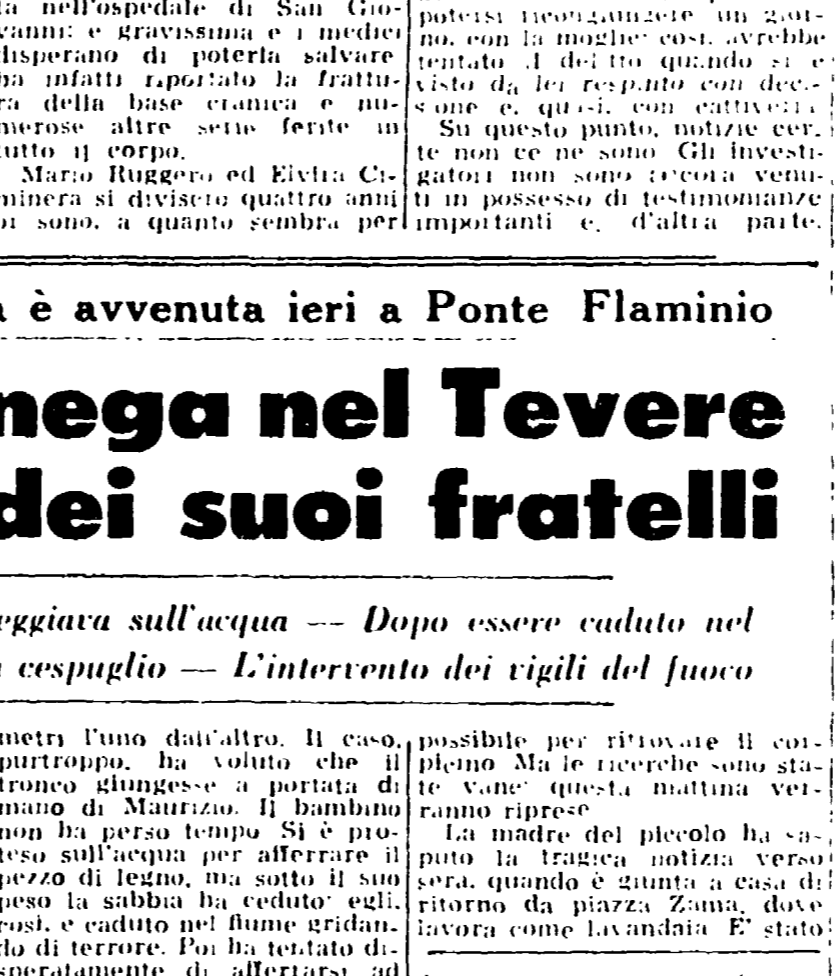 nell'ospedale di San Gio-
vanni: e gravissima e i medici
disperano di poterla salvare
ha infatti riportato la frattu-
ra della base cranica e nu-
merose altre serie ferite in
tutto il corpo.
Mario Ruggero ed Elvira Ci-
minera si divisero quattro anni
or sono, a quanto sembra per
potersi ricongiungere un gior-
no, con la moglie: così, avrebbe
tentato il delitto quando si è
visto da lei respinto con deci-
sione e, quasi, con cattiveria
Su questo punto, notizie cer-
te non ce ne sono Gli investi-
gatori non sono ancora venu-
ti in possesso di testimonianze
importanti e, d'altra parte,
è avvenuta ieri a Ponte Flaminio
nega nel Tevere
dei suoi fratelli
eggiava sull'acqua — Dopo essere caduto nel
cespuglio — L'intervento dei vigili del fuoco
metri l'uno dall'altro. Il caso,
purtroppo, ha voluto che il
tronco giungesse a portata di
mano di Maurizio. Il bambino
non ha perso tempo Si è pro-
teso sull'acqua per afferrare il
pezzo di legno, ma sotto il suo
peso la sabbia ha ceduto: egli,
così, e caduto nel fiume gridan-
do di terrore. Poi ha tentato di-
speratamente di afferrarsi ad
possibile per ritrovare il cor-
picino Ma le ricerche sono sta-
te vane: questa mattina ver-
ranno riprese
La madre del piccolo ha sa-
puto la tragica notizia verso
sera, quando è giunta a casa di
ritorno da piazza Zama, dove
lavora come lavandaia E' stato